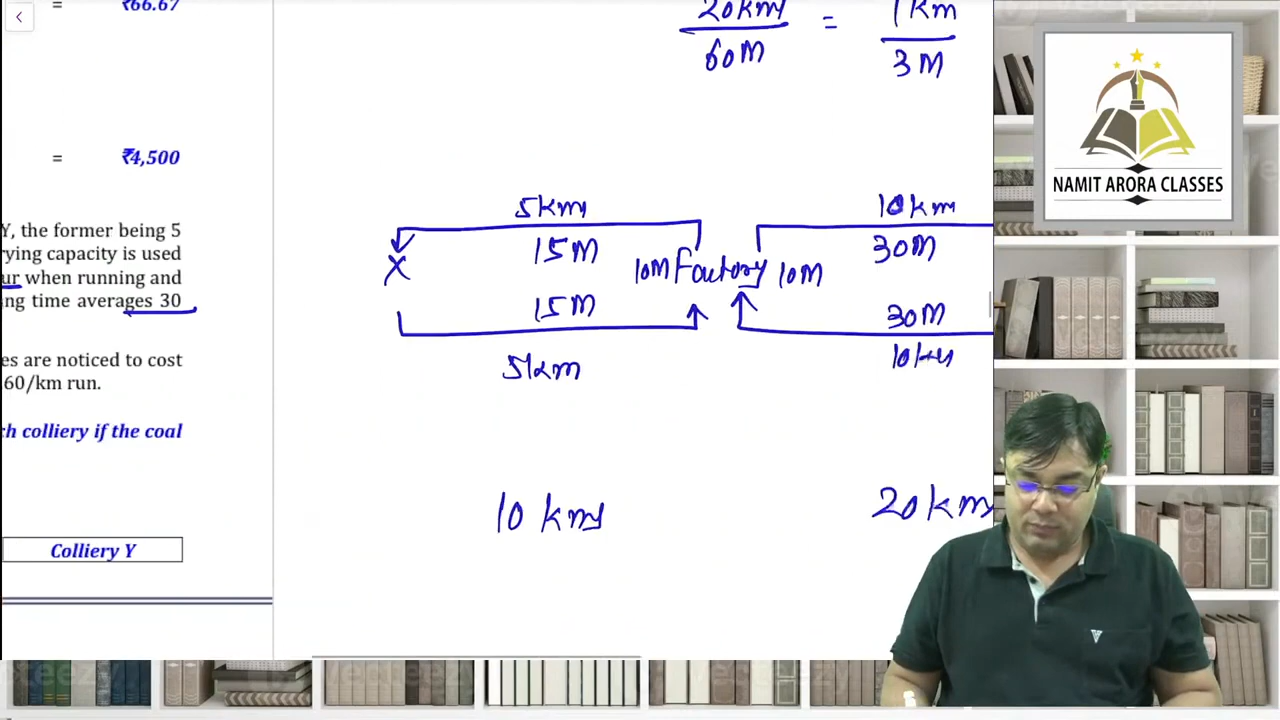 = ₹66.67
20km/60M = 1km/3M
= ₹4,500
Y, the former being 5
rying capacity is used
ur when running and
ng time averages 30
es are noticed to cost
60/km run.
ch colliery if the coal
Colliery Y
5km 10km
15M 30M
X 10M Factory 10M
15M 30M
5km 10km
10 km 20km
NAMIT ARORA CLASSES